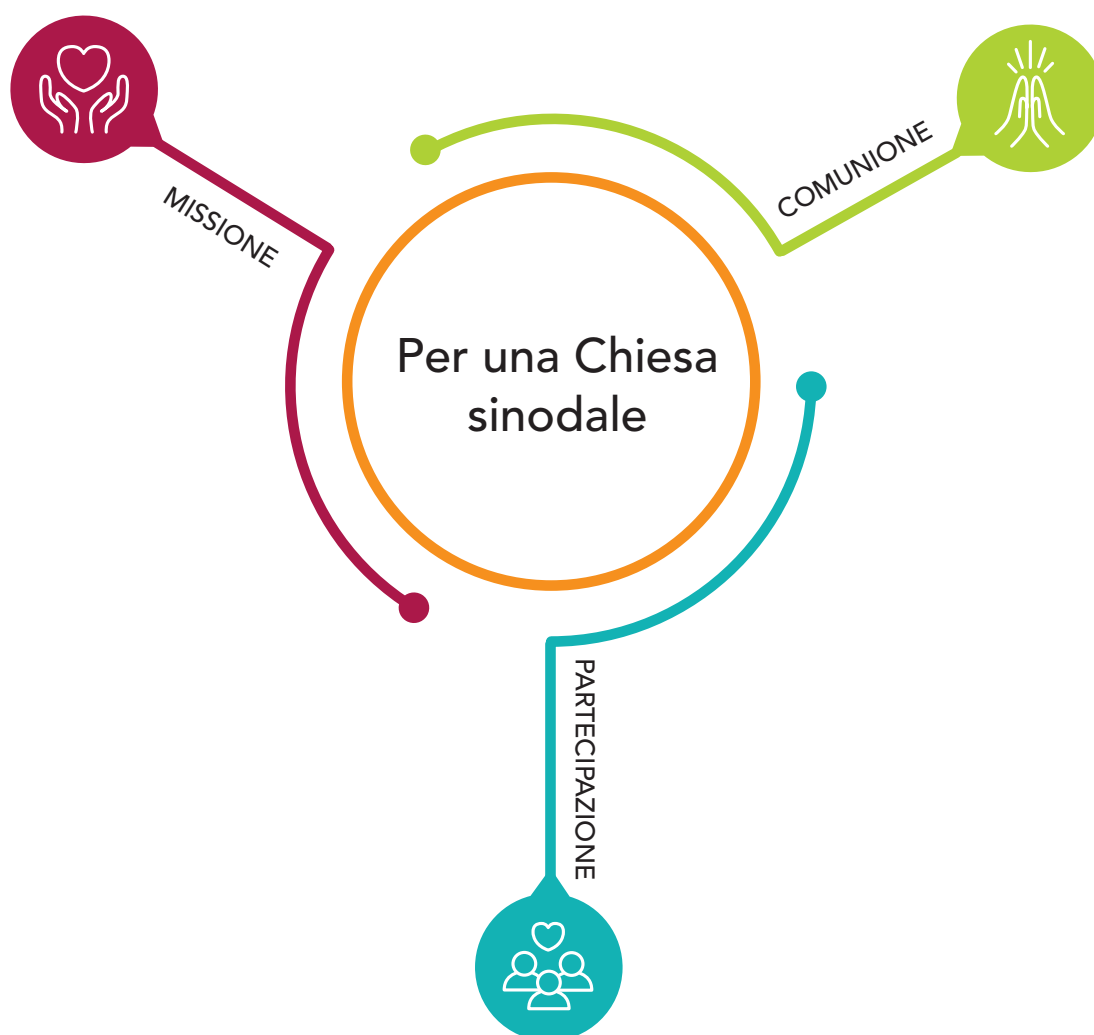 MISSIONE
COMUNIONE
Per una Chiesa
sinodale
PARTECIPAZIONE